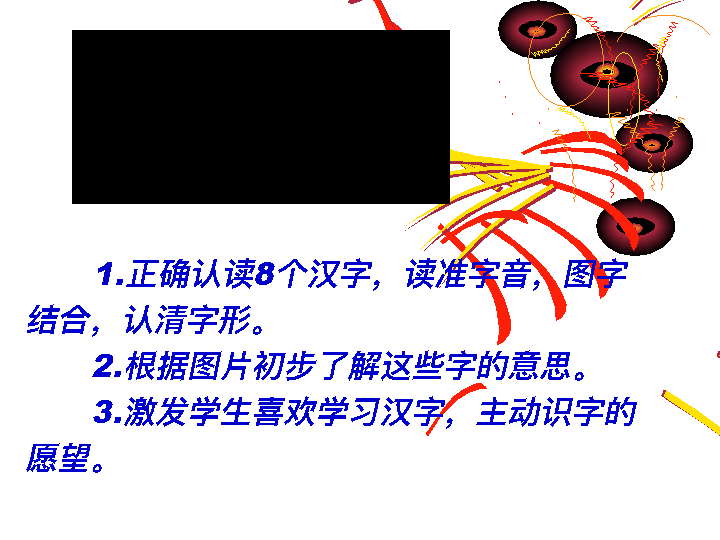 1.正确认读8个汉字，读准字音，图字
结合，认清字形。
2.根据图片初步了解这些字的意思。
3.激发学生喜欢学习汉字，主动识字的
愿望。